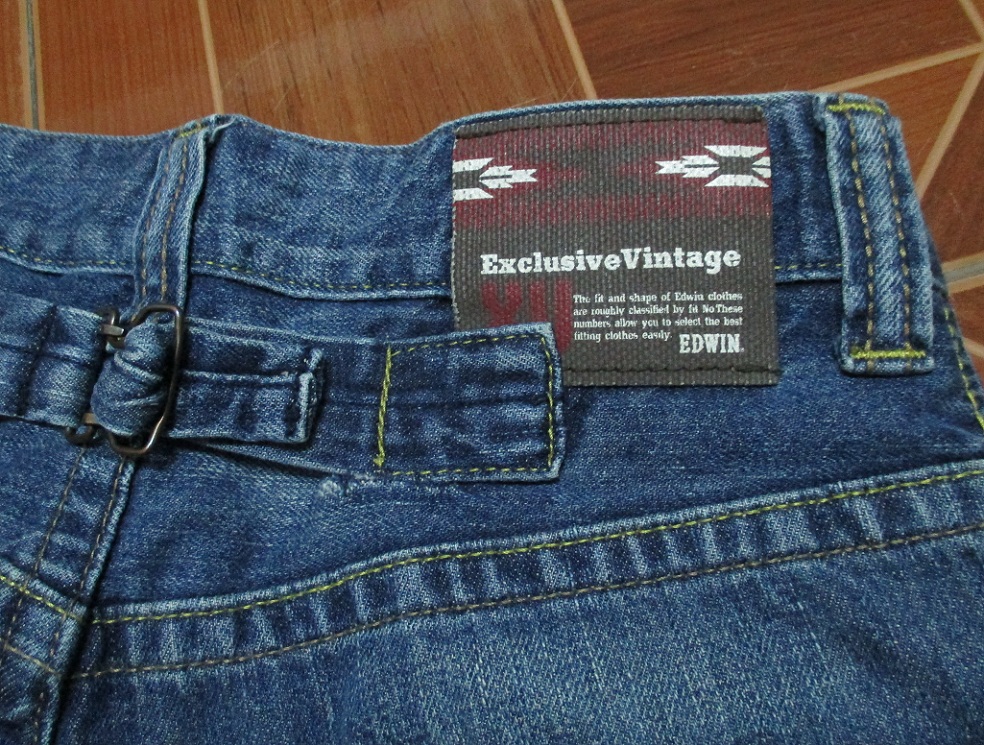 ExclusiveVintage
The fit and shape of Edwin clothes
are roughly classified by fit No These
numbers allow you to select the best
fitting clothes easily.
EDWIN